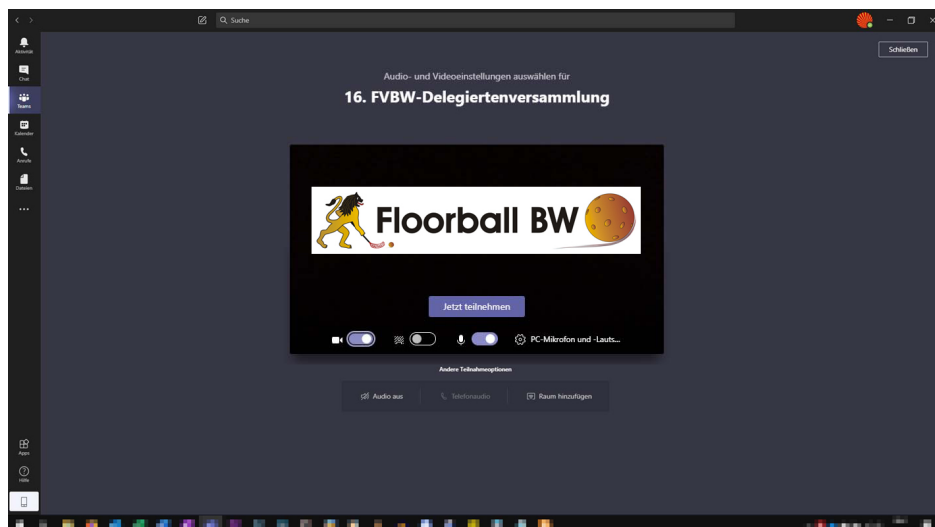 Suche
Schließen
Aktivität
Chat
Teams
Kalender
Anrufe
Dateien
Audio- und Videoeinstellungen auswählen für
16. FVBW-Delegiertenversammlung
Floorball BW
Jetzt teilnehmen
PC-Mikrofon und -Lauts...
Andere Teilnahmeoptionen
Audio aus
Telefonaudio
Raum hinzufügen
Apps
Hilfe